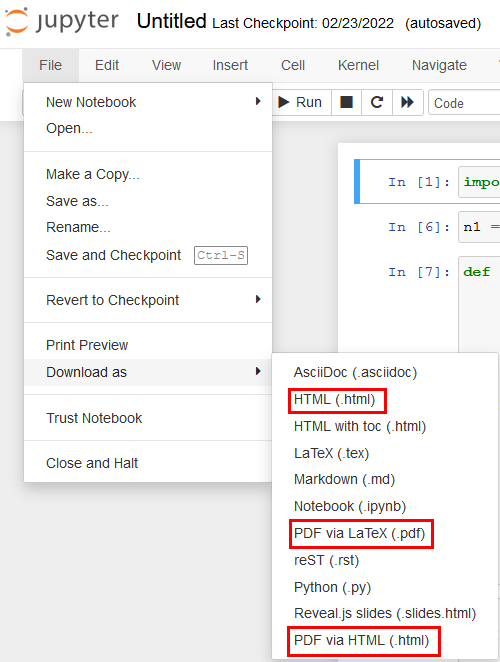 jupyter Untitled Last Checkpoint: 02/23/2022 (autosaved)
File Edit View Insert Cell Kernel Navigate
New Notebook
Run
Code
Open...
Make a Copy...
In [1]: impo
Save as...
Rename...
In [6]: n1 =
Save and Checkpoint Ctrl-S
In [7]: def
Revert to Checkpoint
Print Preview
Download as
AsciiDoc (.asciidoc)
HTML (.html)
Trust Notebook
HTML with toc (.html)
LaTeX (.tex)
Close and Halt
Markdown (.md)
Notebook (.ipynb)
PDF via LaTeX (.pdf)
reST (.rst)
Python (.py)
Reveal.js slides (.slides.html)
PDF via HTML (.html)